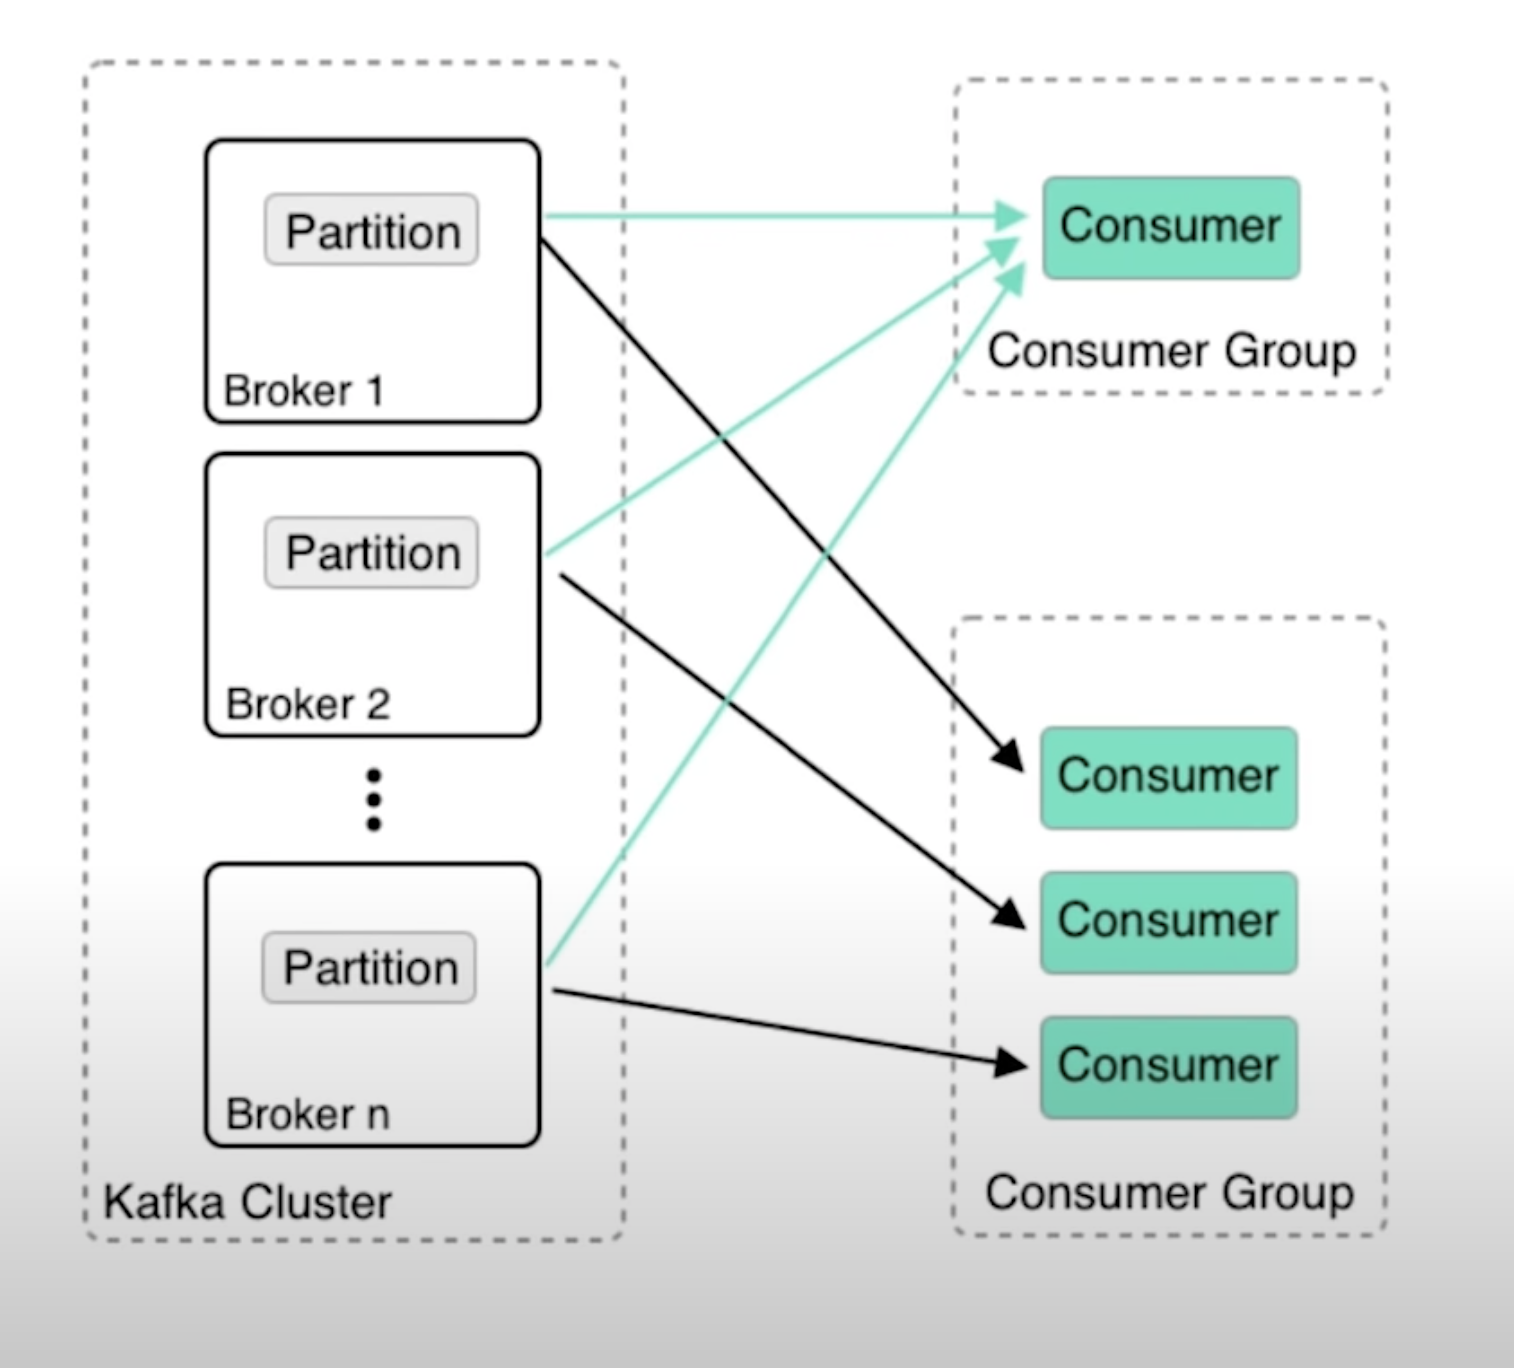 Partition
Broker 1
Partition
Broker 2
Partition
Broker n
Kafka Cluster
Consumer
Consumer Group
Consumer
Consumer
Consumer
Consumer Group